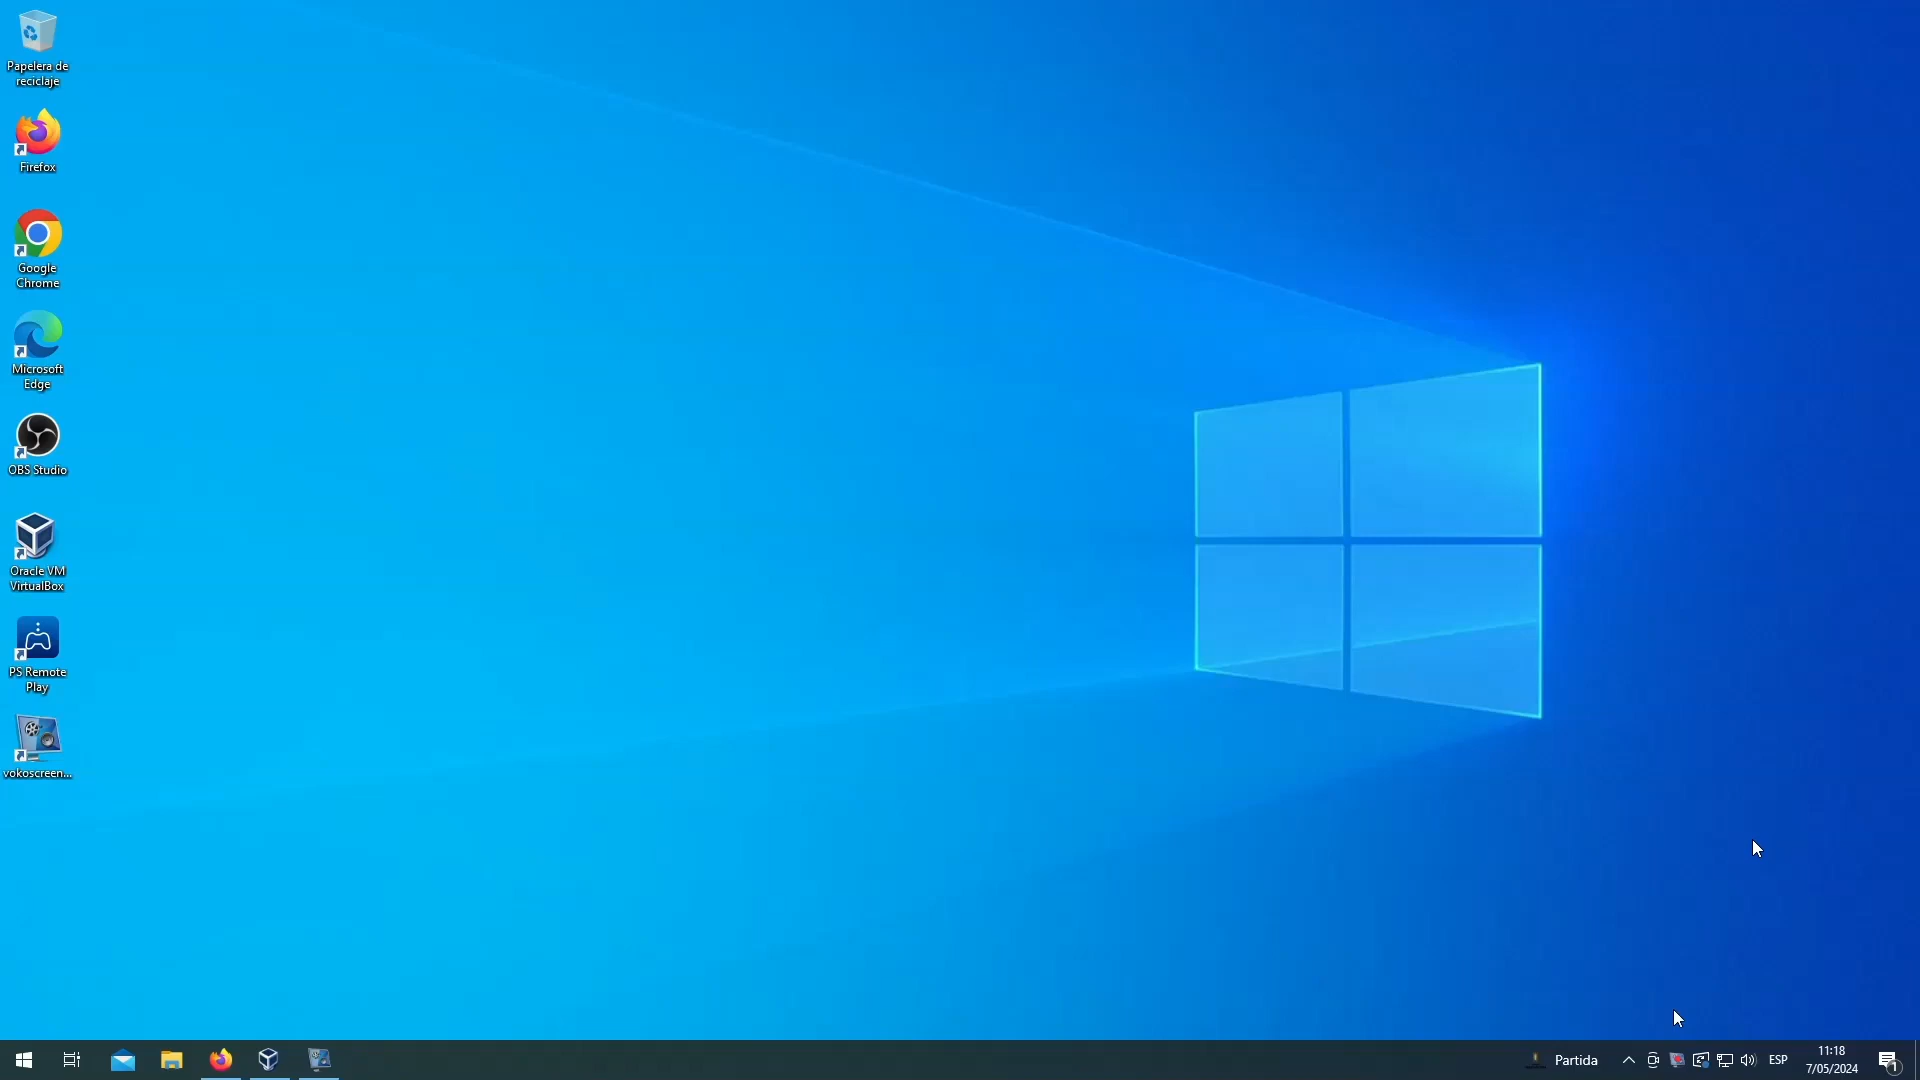 Papelera de
reciclaje
Firefox
Google
Chrome
Microsoft
Edge
OBS Studio
Oracle VM
VirtualBox
PS Remote
Play
vokoscreen...
Partida
ESP
11:18
7/05/2024
1